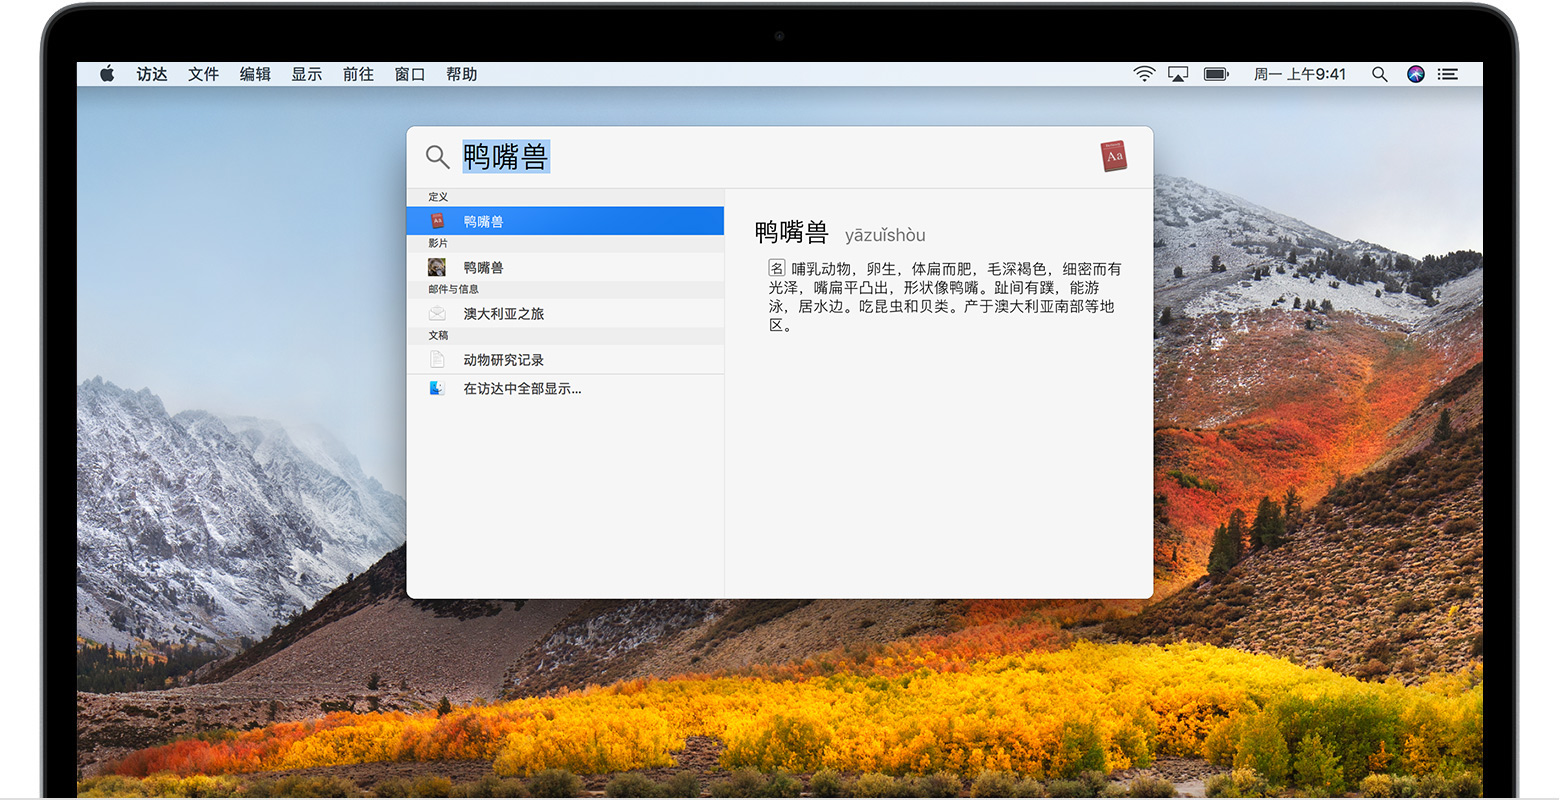 访达 文件 编辑 显示 前往 窗口 帮助 周一 上午9:41
鸭嘴兽
Aa
定义
鸭嘴兽
影片
鸭嘴兽
邮件与信息
澳大利亚之旅
文稿
动物研究记录
在访达中全部显示...
鸭嘴兽 yāzuǐshòu
名 哺乳动物，卵生，体扁而肥，毛深褐色，细密而有
光泽，嘴扁平凸出，形状像鸭嘴。趾间有蹼，能游
泳，居水边。吃昆虫和贝类。产于澳大利亚南部等地
区。